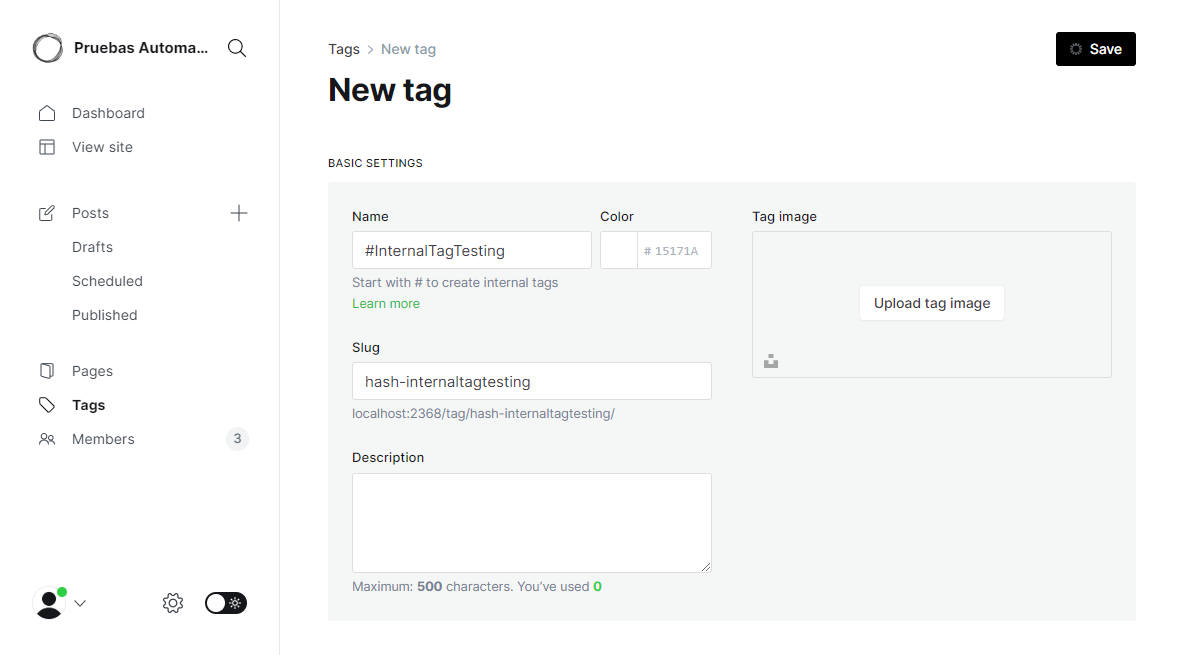 Pruebas Automa...
Dashboard
View site
Posts
Drafts
Scheduled
Published
Pages
Tags
Members
3
Tags > New tag
Save
New tag
BASIC SETTINGS
Name
#InternalTagTesting
Start with # to create internal tags
Learn more
Color
# 15171A
Slug
hash-internaltagtesting
localhost:2368/tag/hash-internaltagtesting/
Description
Maximum: 500 characters. You've used 0
Tag image
Upload tag image